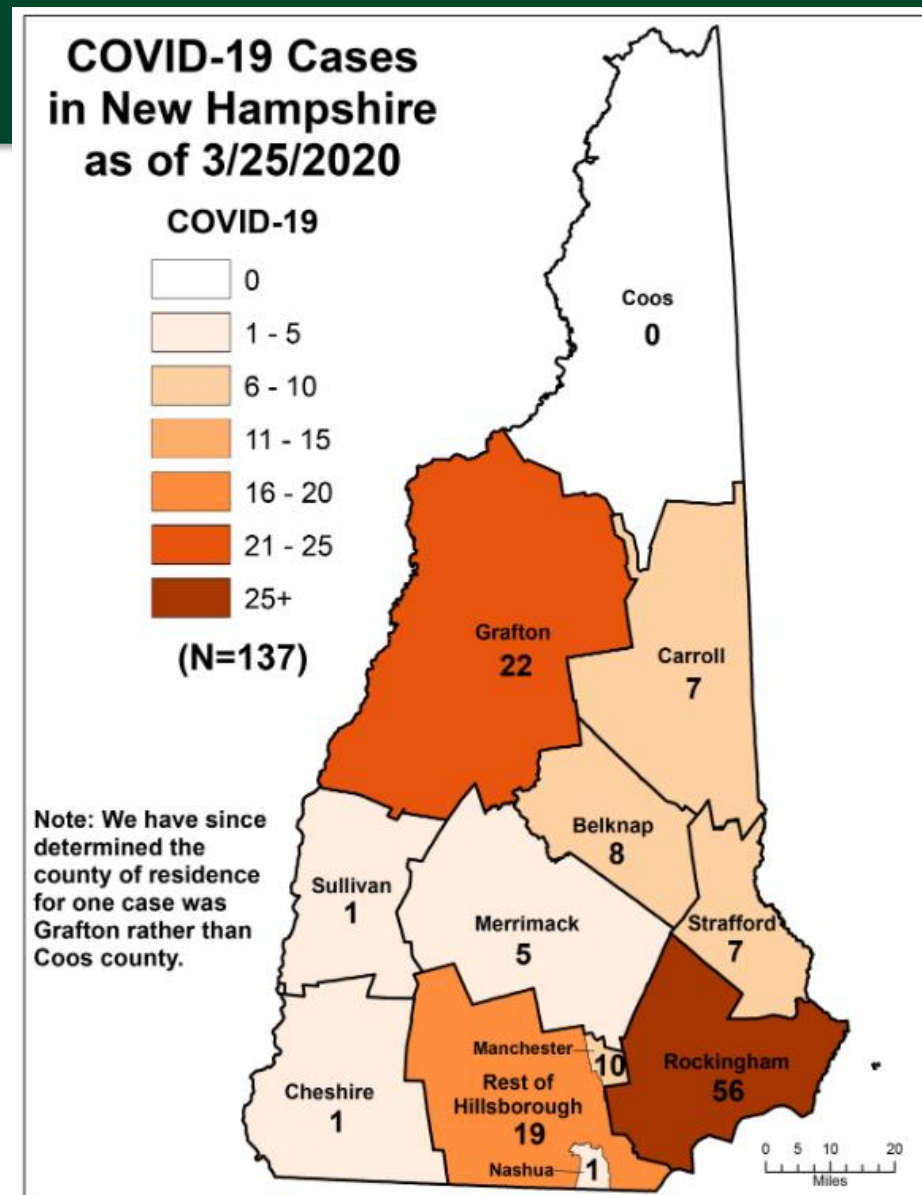 COVID-19 Cases
in New Hampshire
as of 3/25/2020
COVID-19
0
1 - 5
6 - 10
11 - 15
16 - 20
21 - 25
25+
(N=137)
Coos
0
Grafton
22
Carroll
7
Belknap
8
Note: We have since
determined the
county of residence
for one case was
Grafton rather than
Coos county.
Sullivan
1
Merrimack
5
Strafford
7
Manchester
10
Rockingham
56
Cheshire
1
Rest of
Hillsborough
19
Nashua
1
0 5 10 20
Miles